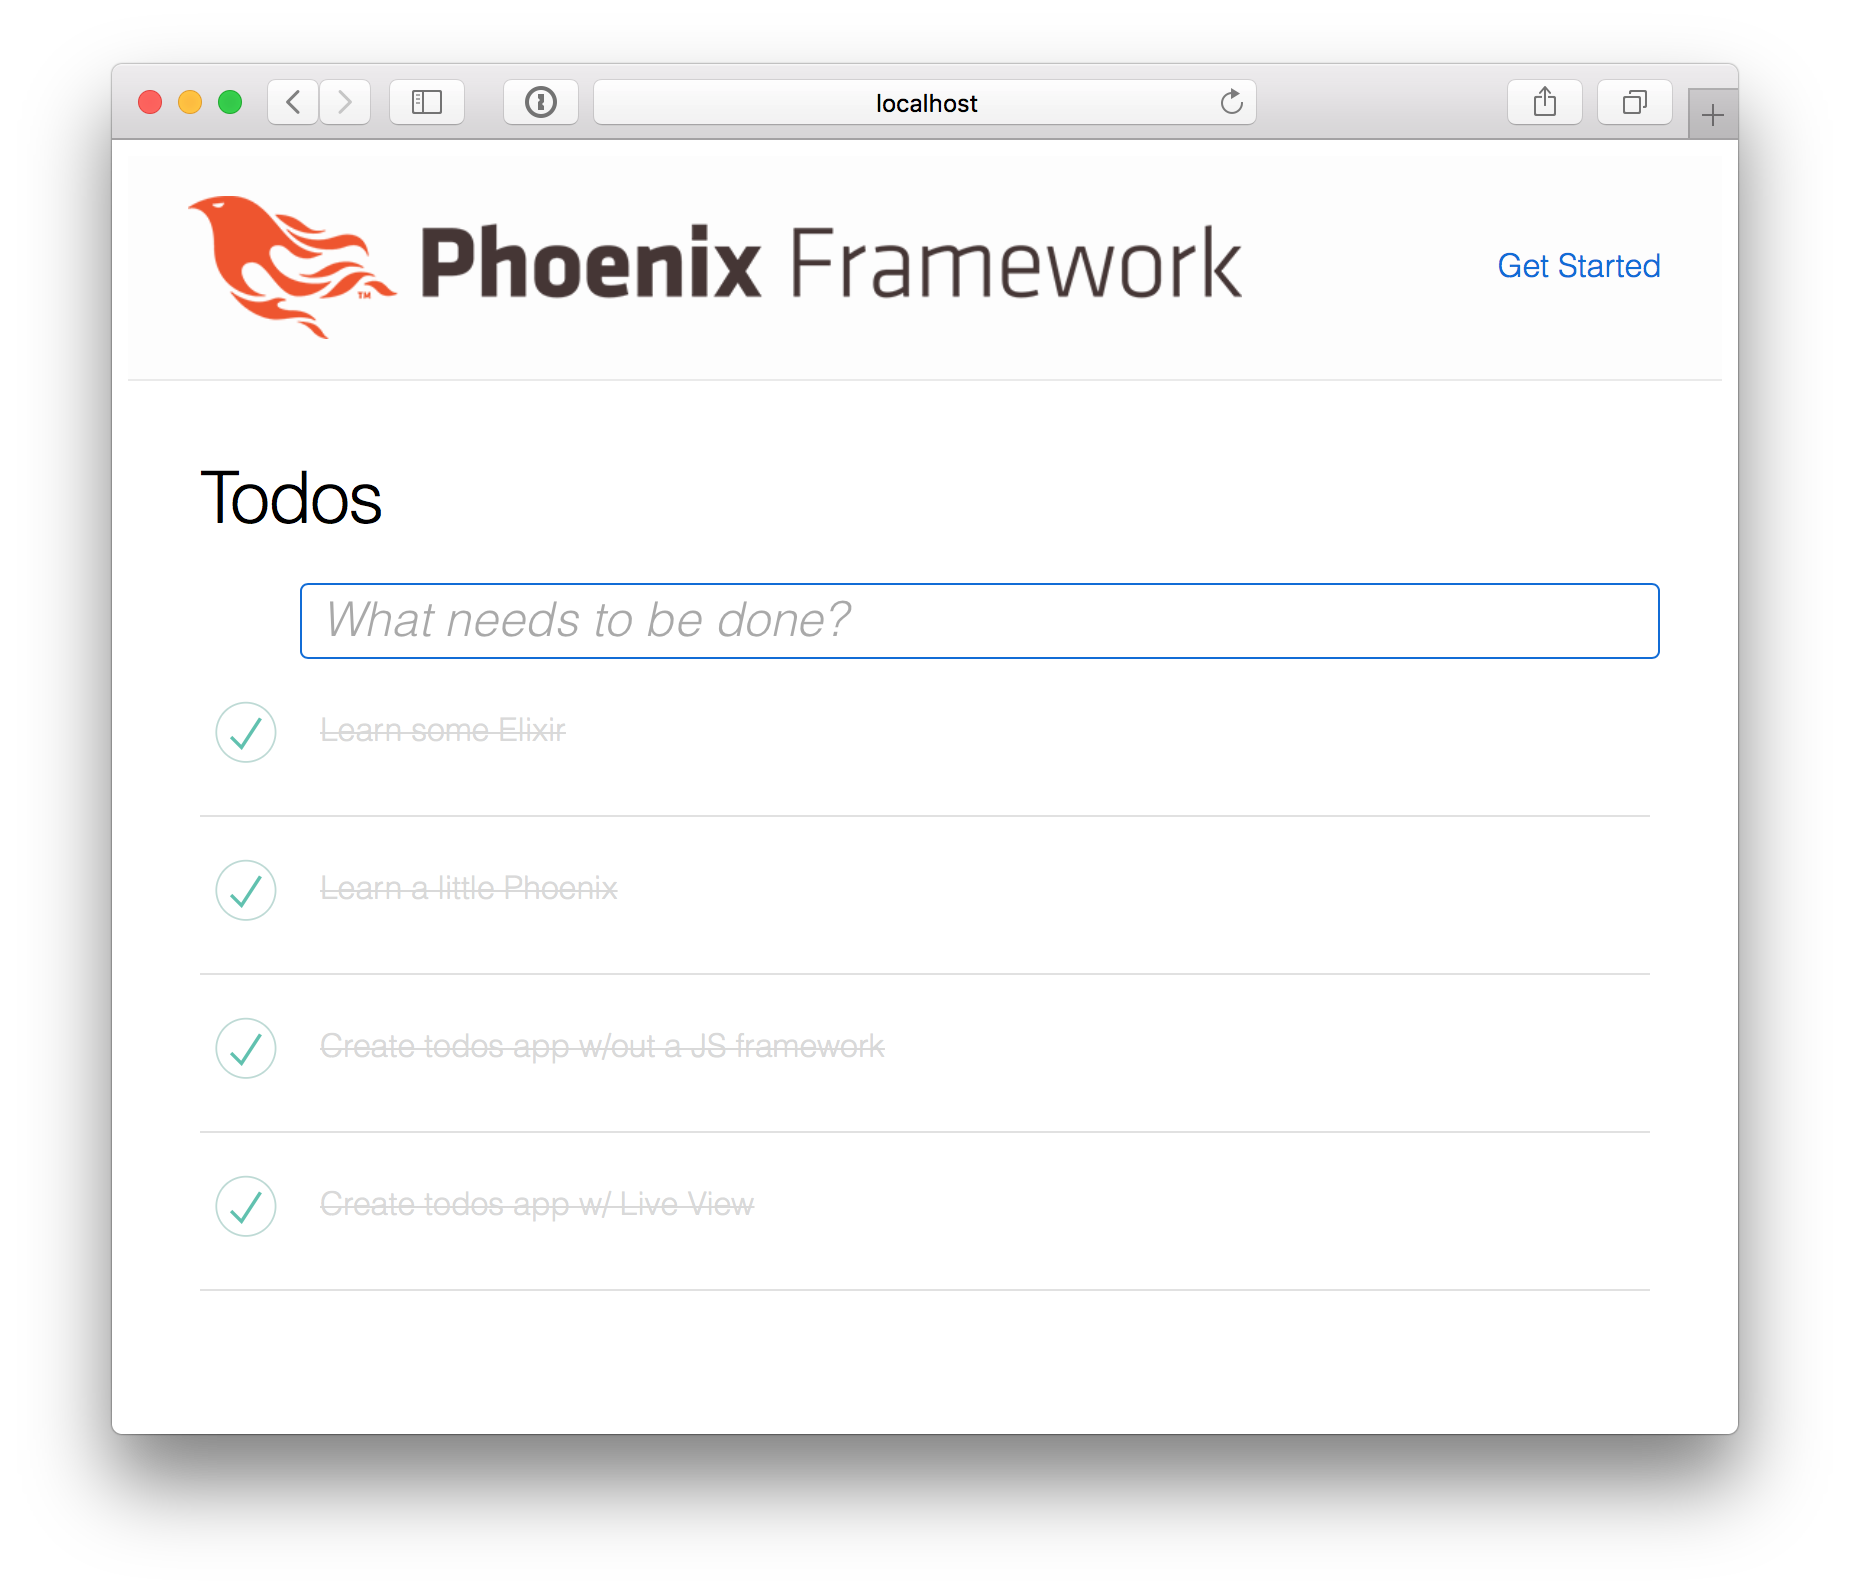 localhost
Phoenix Framework
TM
Get Started
Todos
What needs to be done?
Learn some Elixir
Learn a little Phoenix
Create todos app w/out a JS framework
Create todos app w/ Live View